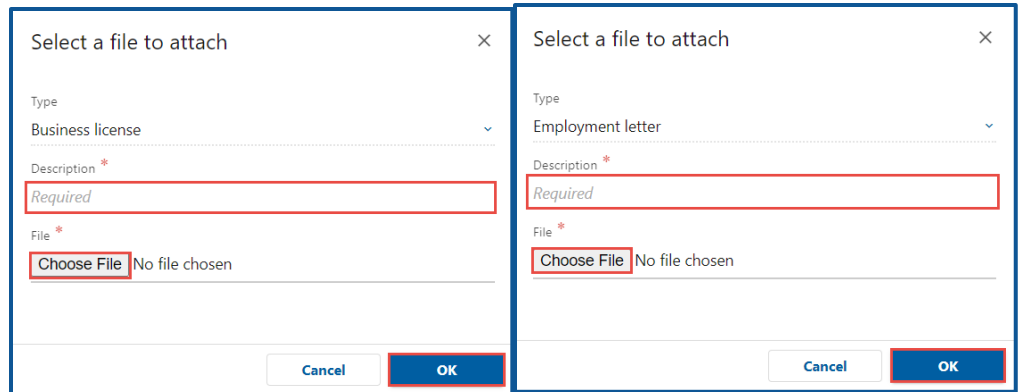 Select a file to attach
Type
Business license
Description *
Required
File *
Choose File No file chosen
Cancel OK
Select a file to attach
Type
Employment letter
Description *
Required
File *
Choose File No file chosen
Cancel OK